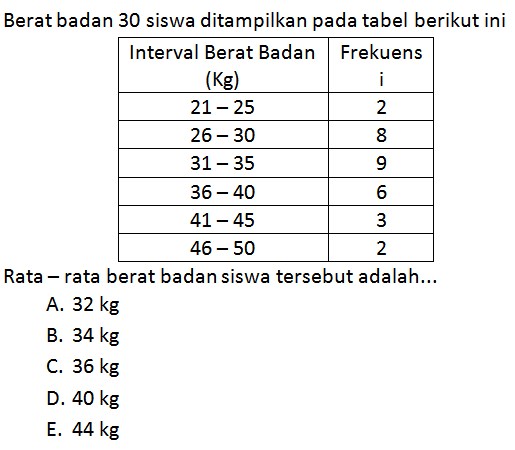 Berat badan 30 siswa ditampilkan pada tabel berikut ini
Interval Berat Badan (Kg) Frekuensi
21 – 25 2
26 – 30 8
31 – 35 9
36 – 40 6
41 – 45 3
46 – 50 2
Rata – rata berat badan siswa tersebut adalah...
A. 32 kg
B. 34 kg
C. 36 kg
D. 40 kg
E. 44 kg